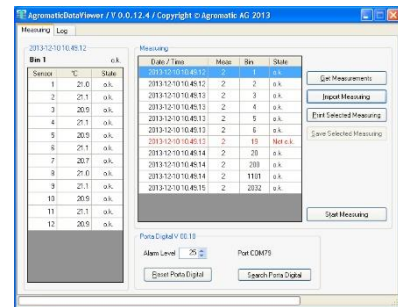 AgromaticDataViewer / V 0.0.12.4 / Copyright © Agromatic AG 2013
Measuring Log
2013-12-10 10.49.12
Bin 1 o.k.
Sensor °C State
1 21.0 o.k.
2 21.1 o.k.
3 20.9 o.k.
4 21.1 o.k.
5 20.9 o.k.
6 21.1 o.k.
7 20.7 o.k.
8 21.0 o.k.
9 21.1 o.k.
10 20.9 o.k.
11 21.1 o.k.
12 20.9 o.k.
Measuring
Date / Time Meas Bin State
2013-12-10 10.49.12 2 1 o.k.
2013-12-10 10.49.12 2 2 o.k.
2013-12-10 10.49.13 2 3 o.k.
2013-12-10 10.49.13 2 4 o.k.
2013-12-10 10.49.13 2 5 o.k.
2013-12-10 10.49.13 2 6 o.k.
2013-12-10 10.49.13 2 19 Not o.k.
2013-12-10 10.49.14 2 20 o.k.
2013-12-10 10.49.14 2 200 o.k.
2013-12-10 10.49.14 2 1101 o.k.
2013-12-10 10.49.15 2 2032 o.k.
Get Measurements
Import Measuring
Print Selected Measuring
Save Selected Measuring
Start Measuring
Porta Digital V 00.18
Alarm Level 25 Port COM79
Reset Porta Digital Search Porta Digital